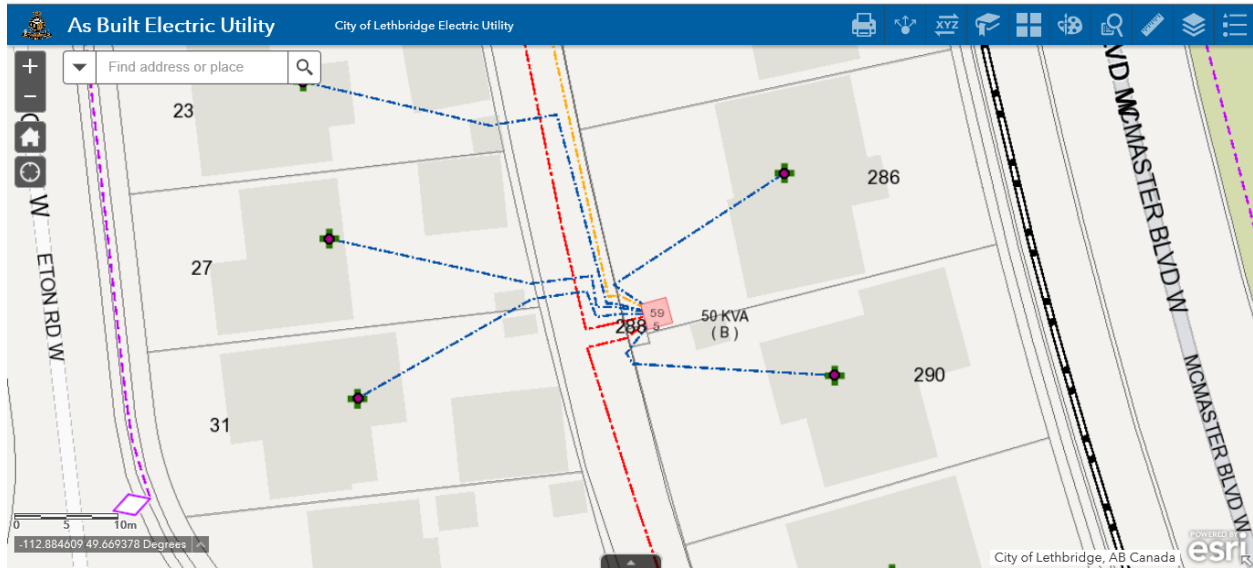 As Built Electric Utility
City of Lethbridge Electric Utility
XYZ
+
Find address or place
−
23
286
27
ETON RD W
W
59
5
288
50 KVA
( B )
290
31
BLVD W
MCMASTER BLVD W
MCMASTER BLVD W
0 5 10m
-112.884609 49.669378 Degrees
City of Lethbridge, AB Canada
POWERED BY
esri